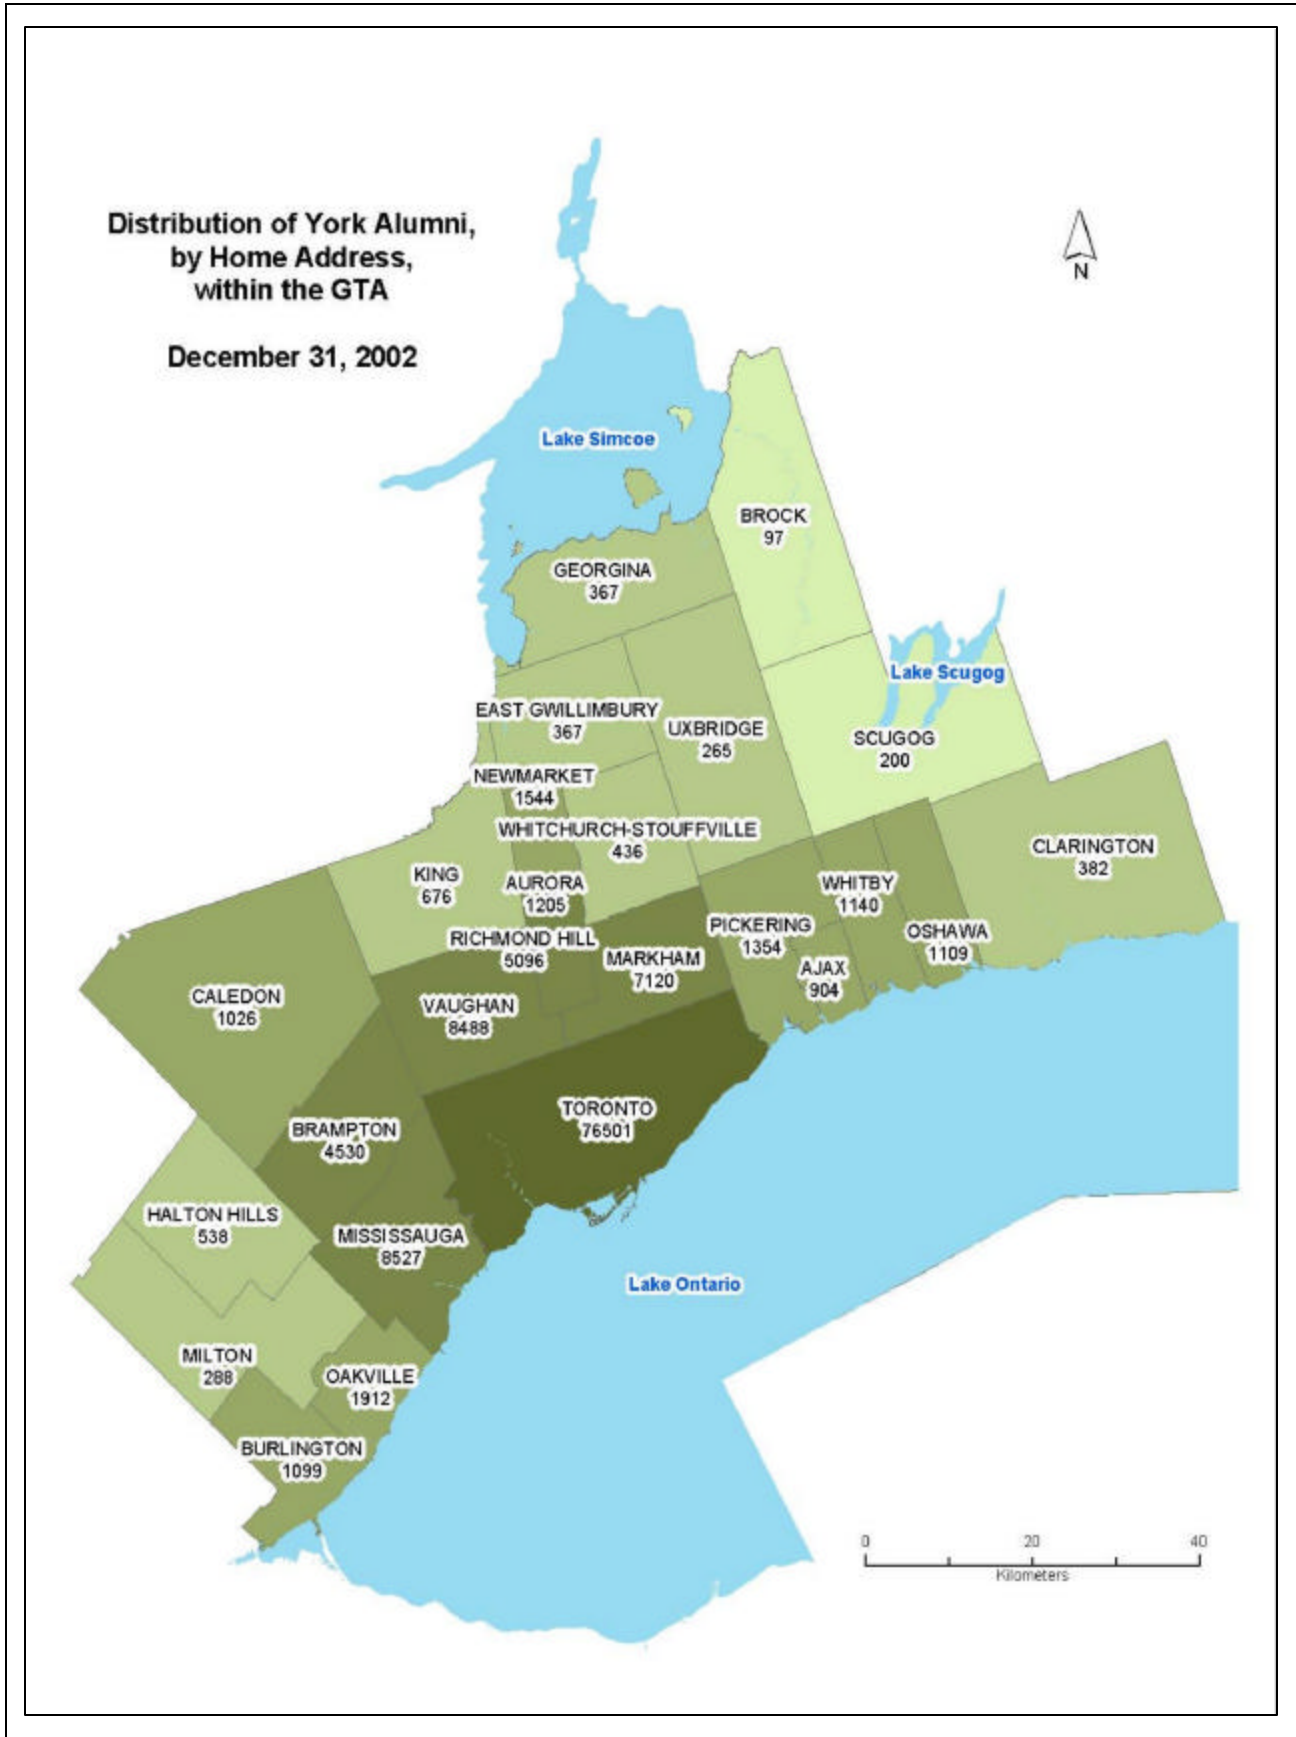 Distribution of York Alumni,
by Home Address,
within the GTA
December 31, 2002
N
Lake Simcoe
BROCK
97
GEORGINA
367
Lake Scugog
EAST GWILLIMBURY
367
UXBRIDGE
265
SCUGOG
200
NEWMARKET
1544
WHITCHURCH-STOUFFVILLE
436
CLARINGTON
382
KING
676
AURORA
1205
WHITBY
1140
PICKERING
1354
OSHAWA
1109
RICHMOND HILL
5096
MARKHAM
7120
AJAX
904
CALEDON
1026
VAUGHAN
8488
TORONTO
76501
BRAMPTON
4530
HALTON HILLS
538
MISSISSAUGA
8527
Lake Ontario
MILTON
288
OAKVILLE
1912
BURLINGTON
1099
0 20 40
Kilometers